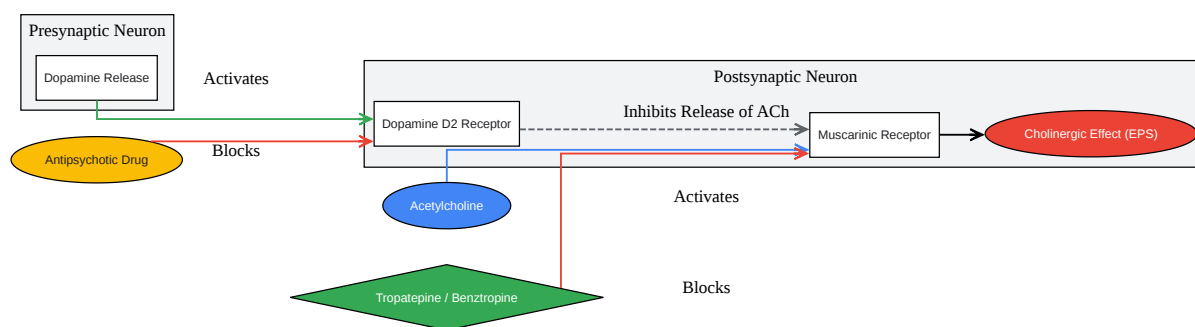 Presynaptic Neuron
Dopamine Release
Activates
Postsynaptic Neuron
Inhibits Release of ACh
Dopamine D2 Receptor
Muscarinic Receptor
Cholinergic Effect (EPS)
Antipsychotic Drug
Blocks
Acetylcholine
Activates
Tropatepine / Benztropine
Blocks